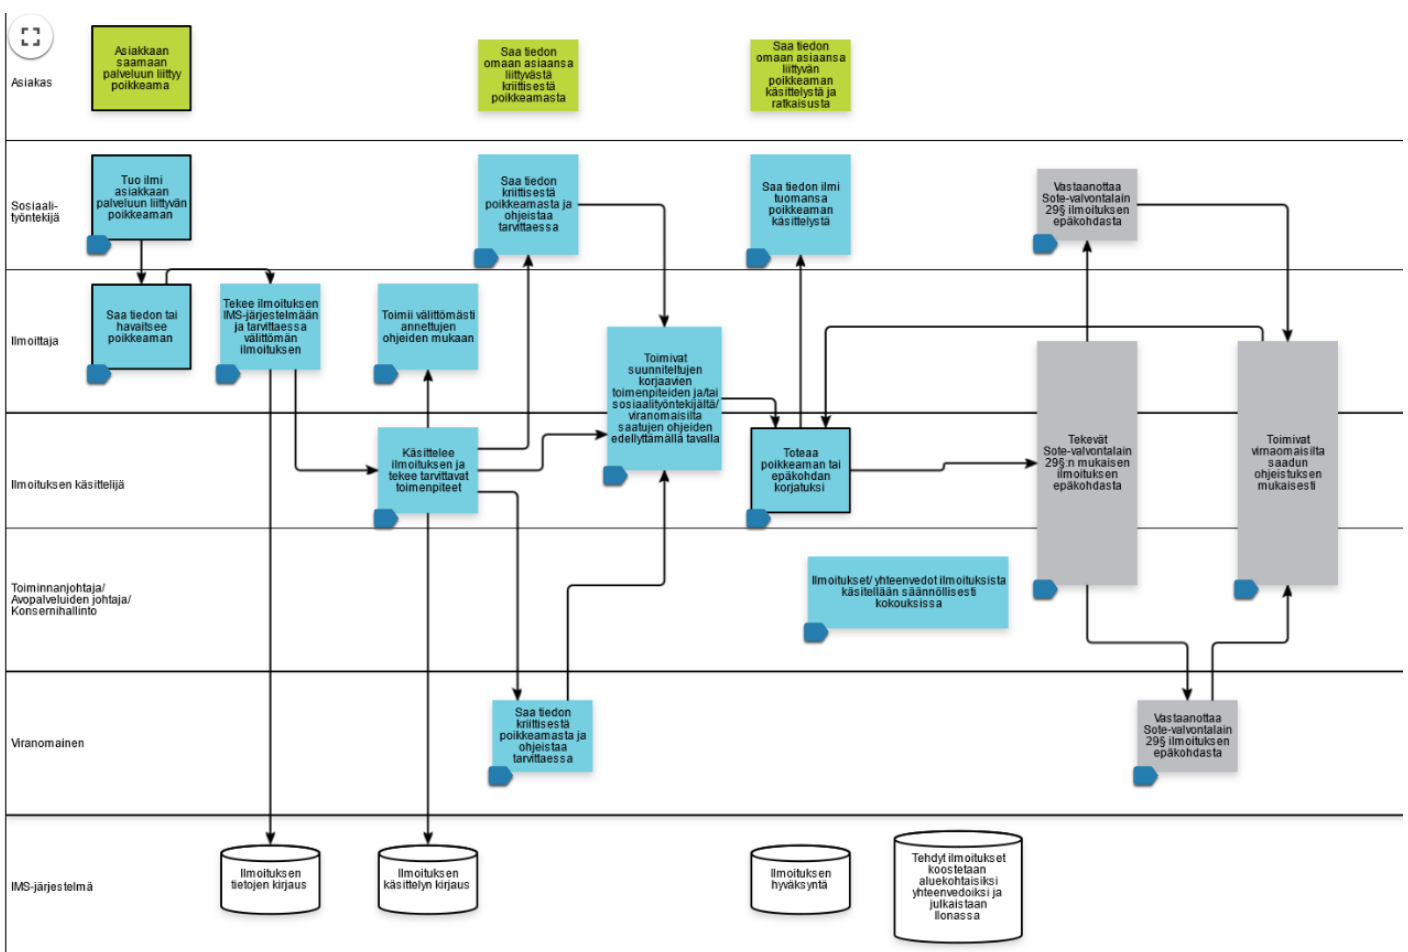 Asiakas
Asiakkaan
saamaan
palveluun liittyy
poikkeama
Saa tiedon
omaan asiaansa
liittyvästä
kriittisestä
poikkeamasta
Saa tiedon
omaan asiaansa
liittyvän
poikkeaman
käsittelystä ja
ratkaisusta
Sosiaali-
työntekijä
Tuo ilmi
asiakkaan
palveluun liittyvän
poikkeaman
Saa tiedon
kriittisestä
poikkeamasta ja
ohjeistaa
tarvittaessa
Saa tiedon ilmi
tuomansa
poikkeaman
käsittelystä
Vastaanottaa
Sote-valvontalain
29§ ilmoituksen
epäkohdasta
Ilmoittaja
Saa tiedon tai
havaitsee
poikkeaman
Tekee ilmoituksen
IMS-järjestelmään
ja tarvittaessa
välittömän
ilmoituksen
Toimii välittömästi
annettujen
ohjeiden mukaan
Toimivat
suunniteltujen
korjaavien
toimenpiteiden ja/tai
sosiaalityöntekijältä/
viranomaisilta
saatujen ohjeiden
edellyttämällä tavalla
Ilmoituksen käsittelijä
Käsittelee
ilmoituksen ja
tekee tarvittavat
toimenpiteet
Toteaa
poikkeaman tai
epäkohdan
korjatuksi
Tekevät
Sote-valvontalain
29§:n mukaisen
ilmoituksen
epäkohdasta
Toimivat
virnaomaisilta
saadun
ohjeistuksen
mukaisesti
Toiminnanjohtaja/
Avopalveluiden johtaja/
Konsernihallinto
Ilmoitukset/ yhteenvedot ilmoituksista
käsitellään säännöllisesti
kokouksissa
Viranomainen
Saa tiedon
kriittisestä
poikkeamasta ja
ohjeistaa
tarvittaessa
Vastaanottaa
Sote-valvontalain
29§ ilmoituksen
epäkohdasta
IMS-järjestelmä
Ilmoituksen
tietojen kirjaus
Ilmoituksen
käsittelyn kirjaus
Ilmoituksen
hyväksyntä
Tehdyt ilmoitukset
koostetaan
aluekohtaisiksi
yhteenvedoiksi ja
julkaistaan
Ilonassa